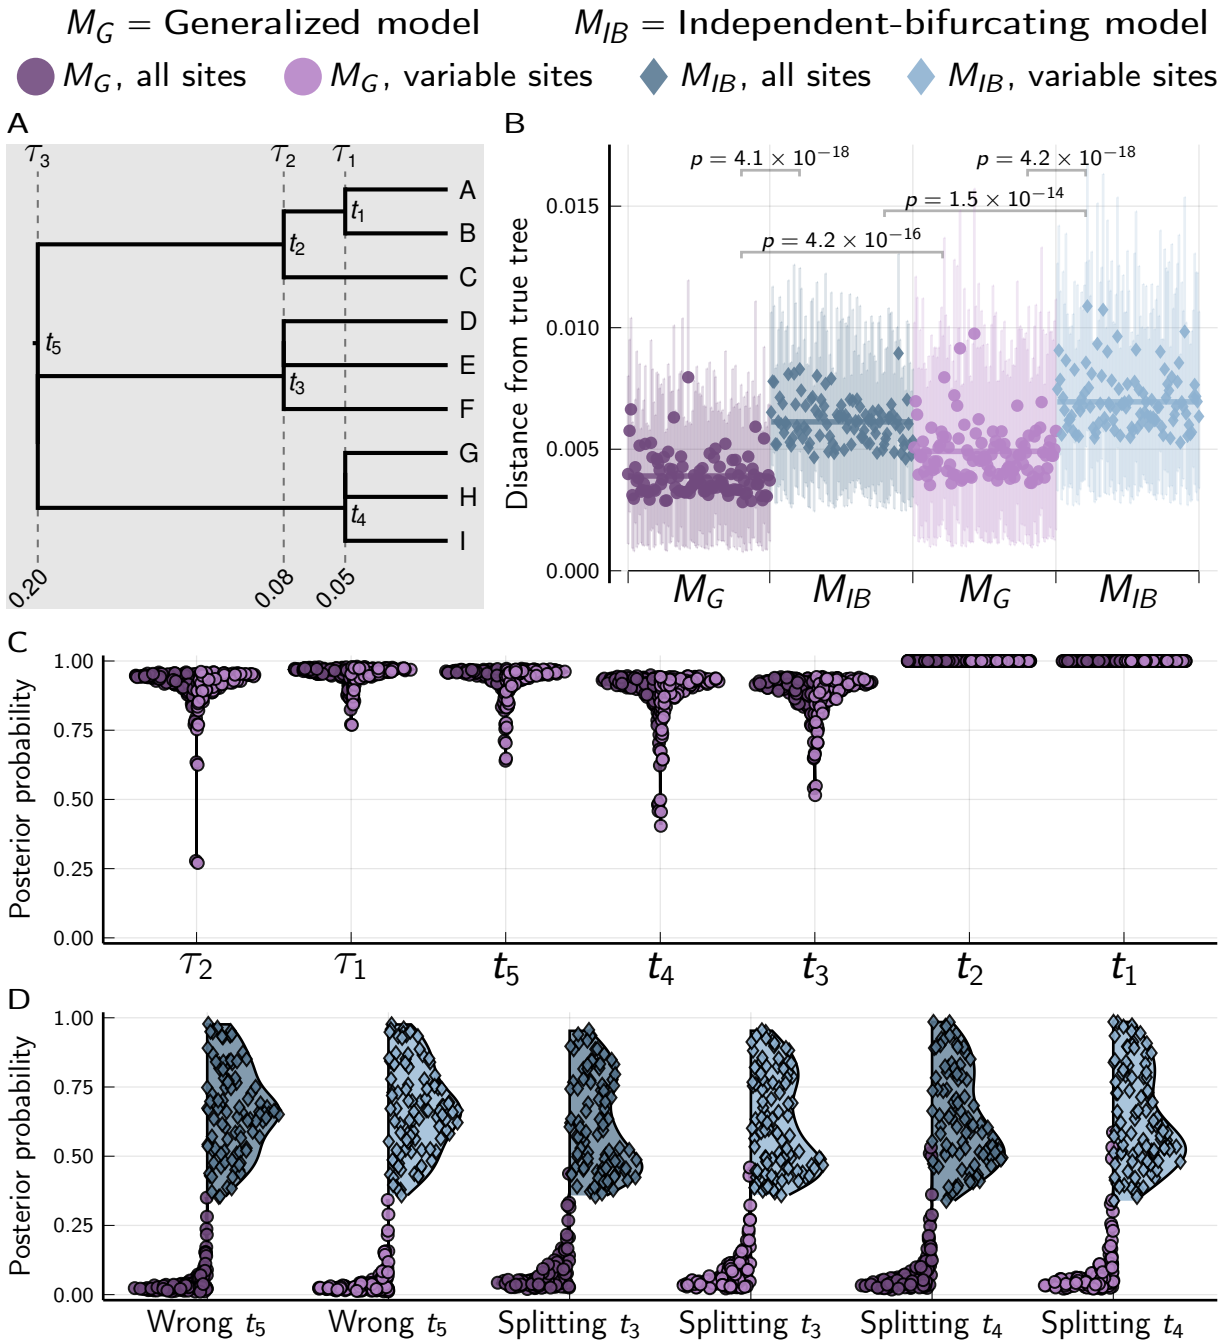 M_G = Generalized model M_IB = Independent-bifurcating model
M_G, all sites M_G, variable sites M_IB, all sites M_IB, variable sites
A
τ3 τ2 τ1
A
t1
B
t2
C
D
t5
E
t3
F
G
H
t4
I
0.20 0.08 0.05
B
Distance from true tree
p = 4.1 × 10−18 p = 4.2 × 10−18
p = 1.5 × 10−14
p = 4.2 × 10−16
0.015
0.010
0.005
0.000
M_G M_IB M_G M_IB
C
Posterior probability
1.00
0.75
0.50
0.25
0.00
τ2 τ1 t5 t4 t3 t2 t1
D
Posterior probability
1.00
0.75
0.50
0.25
0.00
Wrong t5 Wrong t5 Splitting t3 Splitting t3 Splitting t4 Splitting t4